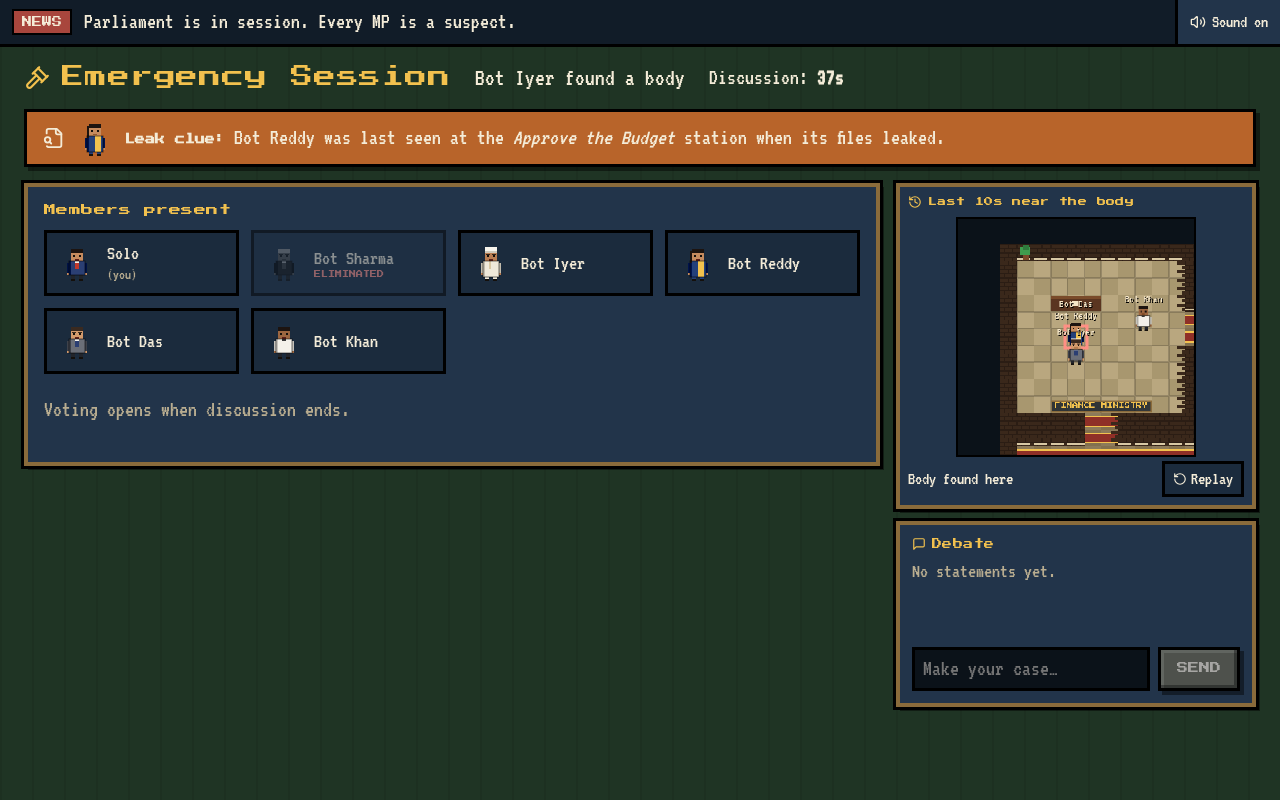 NEWS Parliament is in session. Every MP is a suspect. Sound on
Emergency Session Bot Iyer found a body Discussion: 37s
Leak clue: Bot Reddy was last seen at the Approve the Budget station when its files leaked.
Members present
Solo
(you)
Bot Sharma
ELIMINATED
Bot Iyer
Bot Reddy
Bot Das
Bot Khan
Voting opens when discussion ends.
Last 10s near the body
Bot Das
Bot Khan
Bot Reddy
Bot Iyer
FINANCE MINISTRY
Body found here
Replay
Debate
No statements yet.
Make your case…
SEND